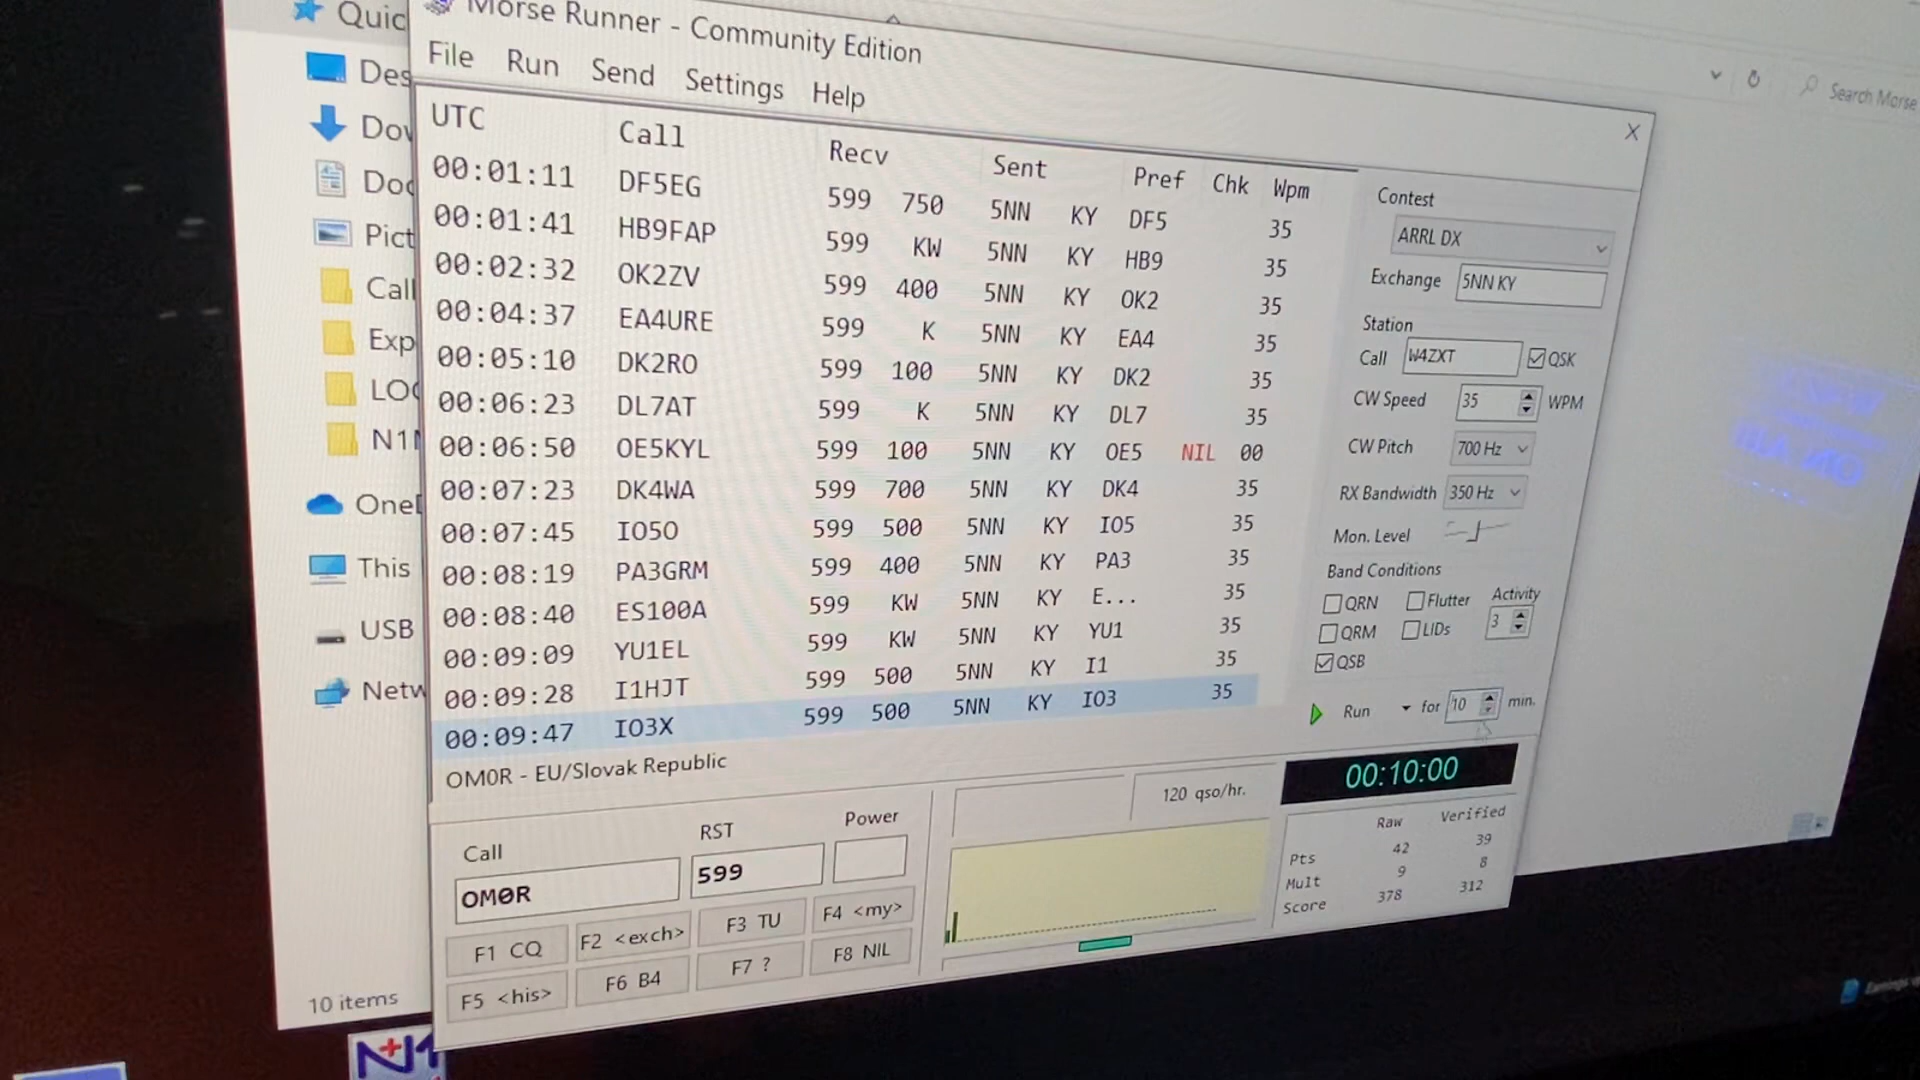 Quic
Des
Dow
Doc
Pict
Call
Exp
LOG
N1M
OneD
This
USB
Netw
10 items
Search Morse
Morse Runner - Community Edition
File Run Send Settings Help
UTC Call Recv Sent Pref Chk Wpm
00:01:11 DF5EG 599 750 5NN KY DF5 35
00:01:41 HB9FAP 599 KW 5NN KY HB9 35
00:02:32 OK2ZV 599 400 5NN KY OK2 35
00:04:37 EA4URE 599 K 5NN KY EA4 35
00:05:10 DK2RO 599 100 5NN KY DK2 35
00:06:23 DL7AT 599 K 5NN KY DL7 35
00:06:50 OE5KYL 599 100 5NN KY OE5 NIL 00
00:07:23 DK4WA 599 700 5NN KY DK4 35
00:07:45 IO5O 599 500 5NN KY IO5 35
00:08:19 PA3GRM 599 400 5NN KY PA3 35
00:08:40 ES100A 599 KW 5NN KY E... 35
00:09:09 YU1EL 599 KW 5NN KY YU1 35
00:09:28 I1HJT 599 500 5NN KY I1 35
00:09:47 IO3X 599 500 5NN KY IO3 35
OM0R - EU/Slovak Republic
Contest
ARRL DX
Exchange 5NN KY
Station
Call W4ZXT QSK
CW Speed 35 WPM
CW Pitch 700 Hz
RX Bandwidth 350 Hz
Mon. Level
Band Conditions
QRN Flutter Activity
QRM LIDs 3
QSB
Run for 10 min.
00:10:00
120 qso/hr.
Raw Verified
Pts 42 39
Mult 9 8
Score 378 312
Call RST Power
OM0R 599
F1 CQ F2 <exch> F3 TU F4 <my>
F5 <his> F6 B4 F7 ? F8 NIL